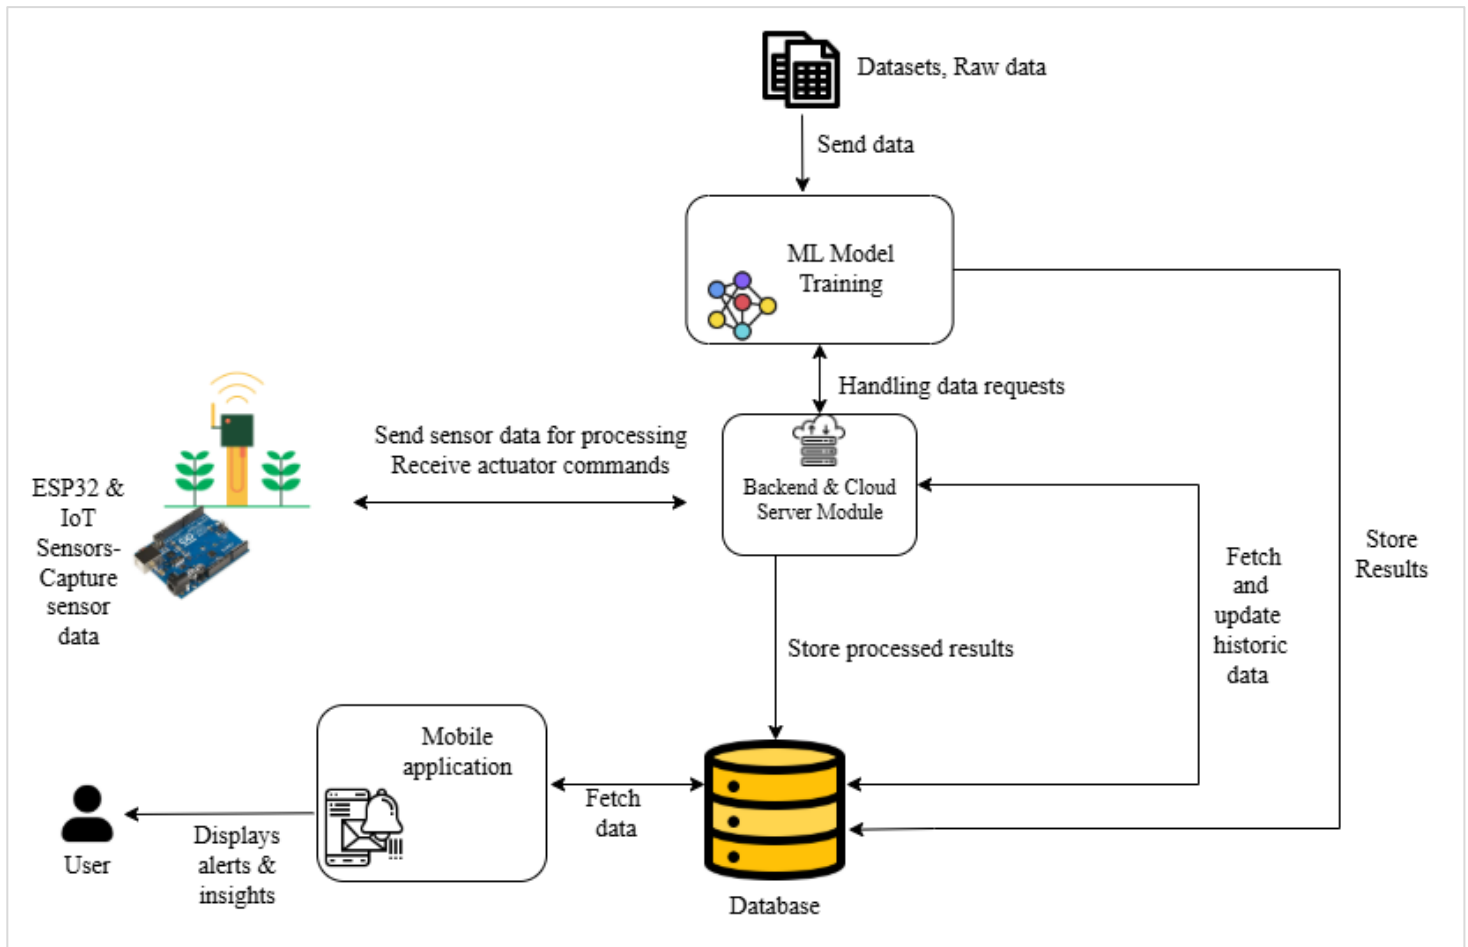 Datasets, Raw data
Send data
ML Model
Training
Handling data requests
Send sensor data for processing
Receive actuator commands
Backend & Cloud
Server Module
ESP32 &
IoT
Sensors-
Capture
sensor
data
Fetch
and
update
historic
data
Store
Results
Store processed results
Mobile
application
Fetch
data
Displays
alerts &
insights
User
Database